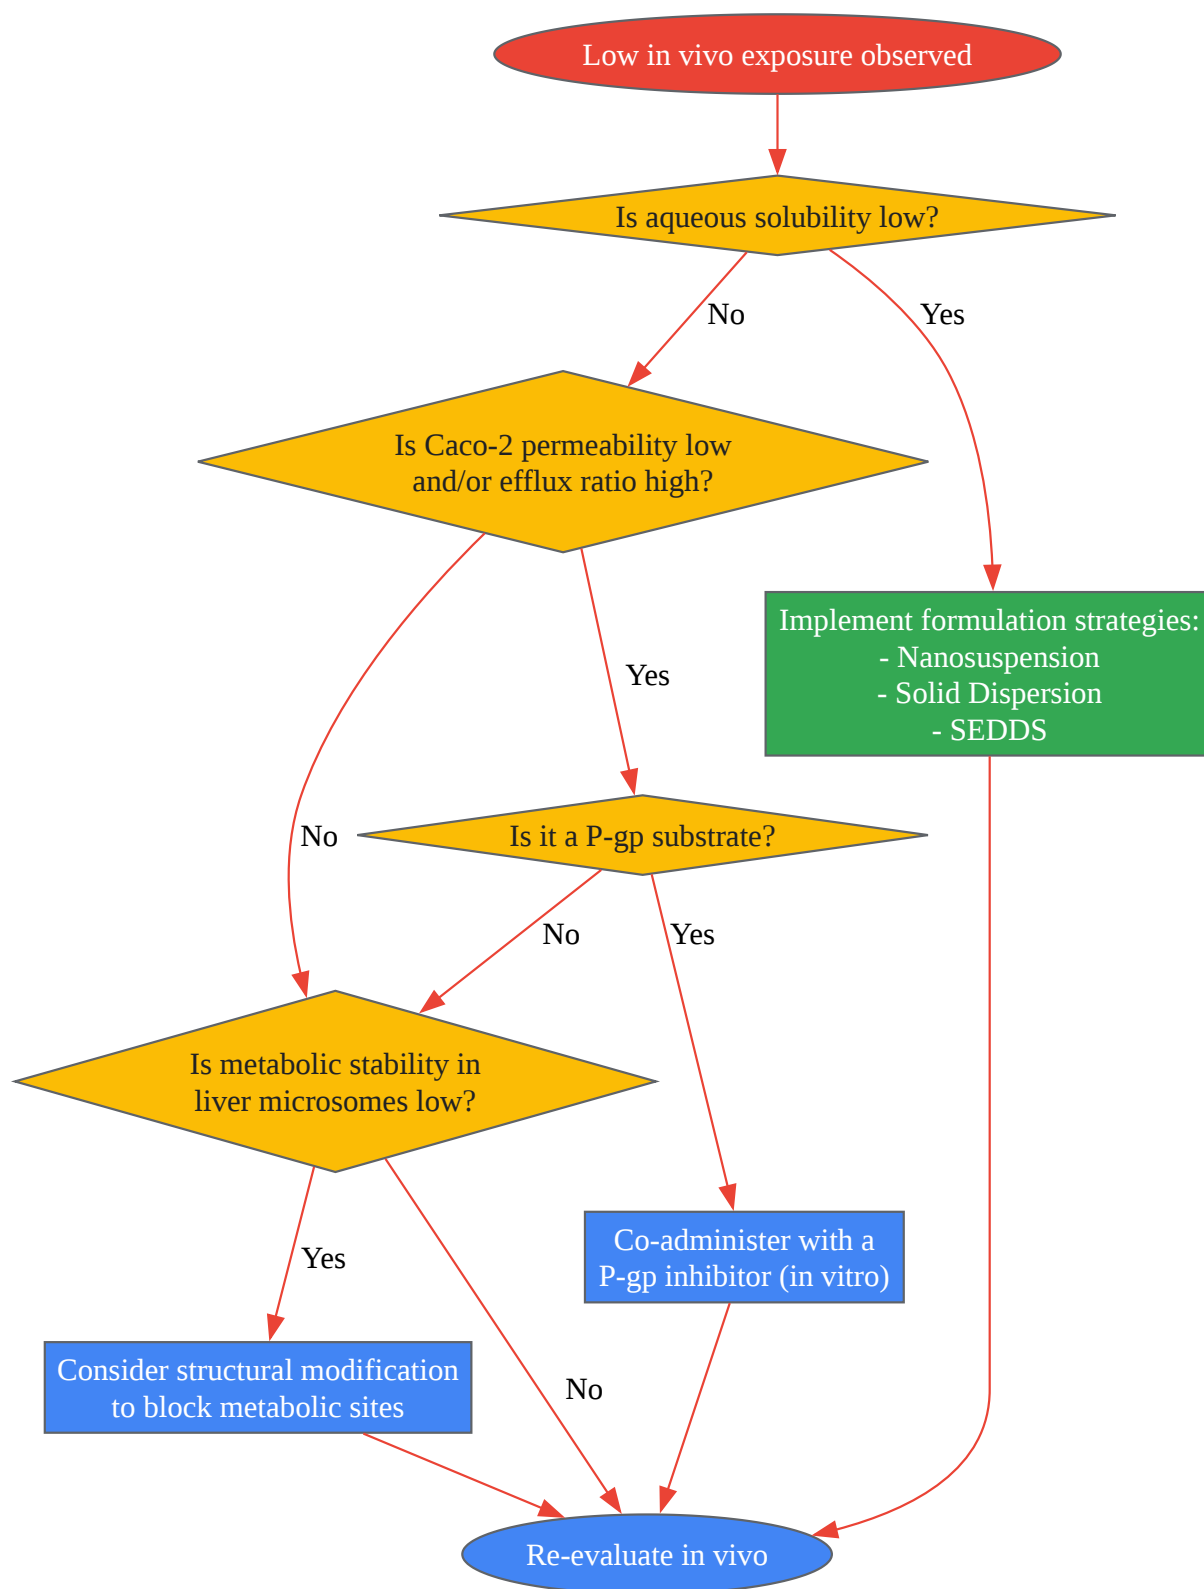 Low in vivo exposure observed
Is aqueous solubility low?
No
Yes
Is Caco-2 permeability low
and/or efflux ratio high?
Implement formulation strategies:
- Nanosuspension
- Solid Dispersion
- SEDDS
Yes
No
Is it a P-gp substrate?
No
Yes
Is metabolic stability in
liver microsomes low?
Co-administer with a
P-gp inhibitor (in vitro)
Yes
Consider structural modification
to block metabolic sites
No
Re-evaluate in vivo